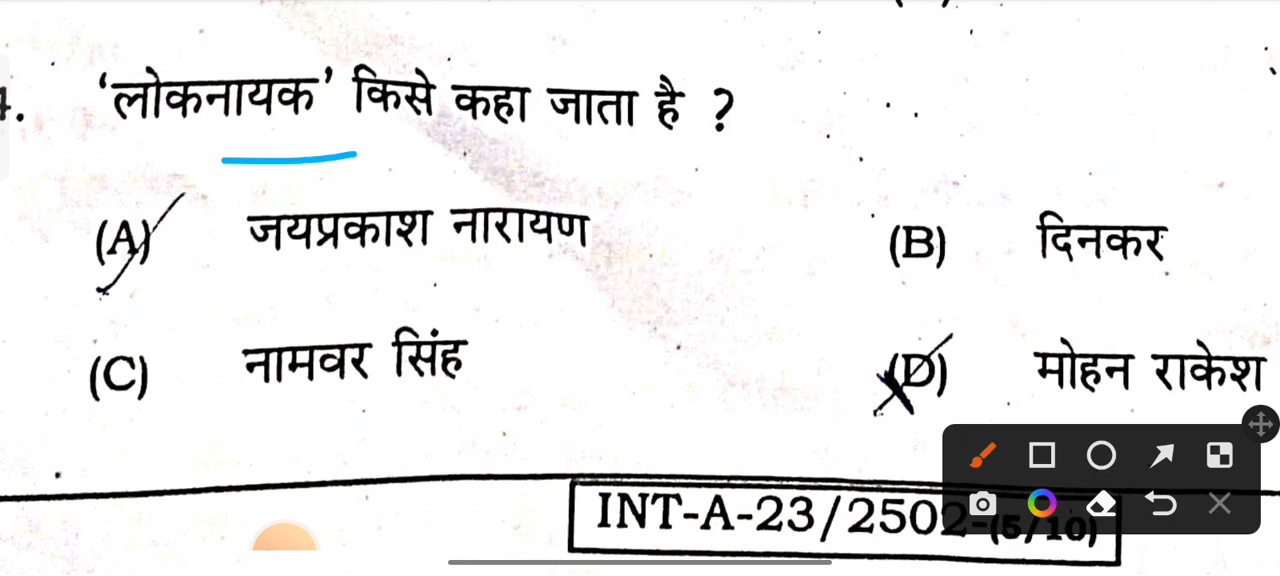 4. ‘लोकनायक’ किसे कहा जाता है ?
(A) जयप्रकाश नारायण (B) दिनकर
(C) नामवर सिंह (D) मोहन राकेश
INT-A-23/2502-(5/10)